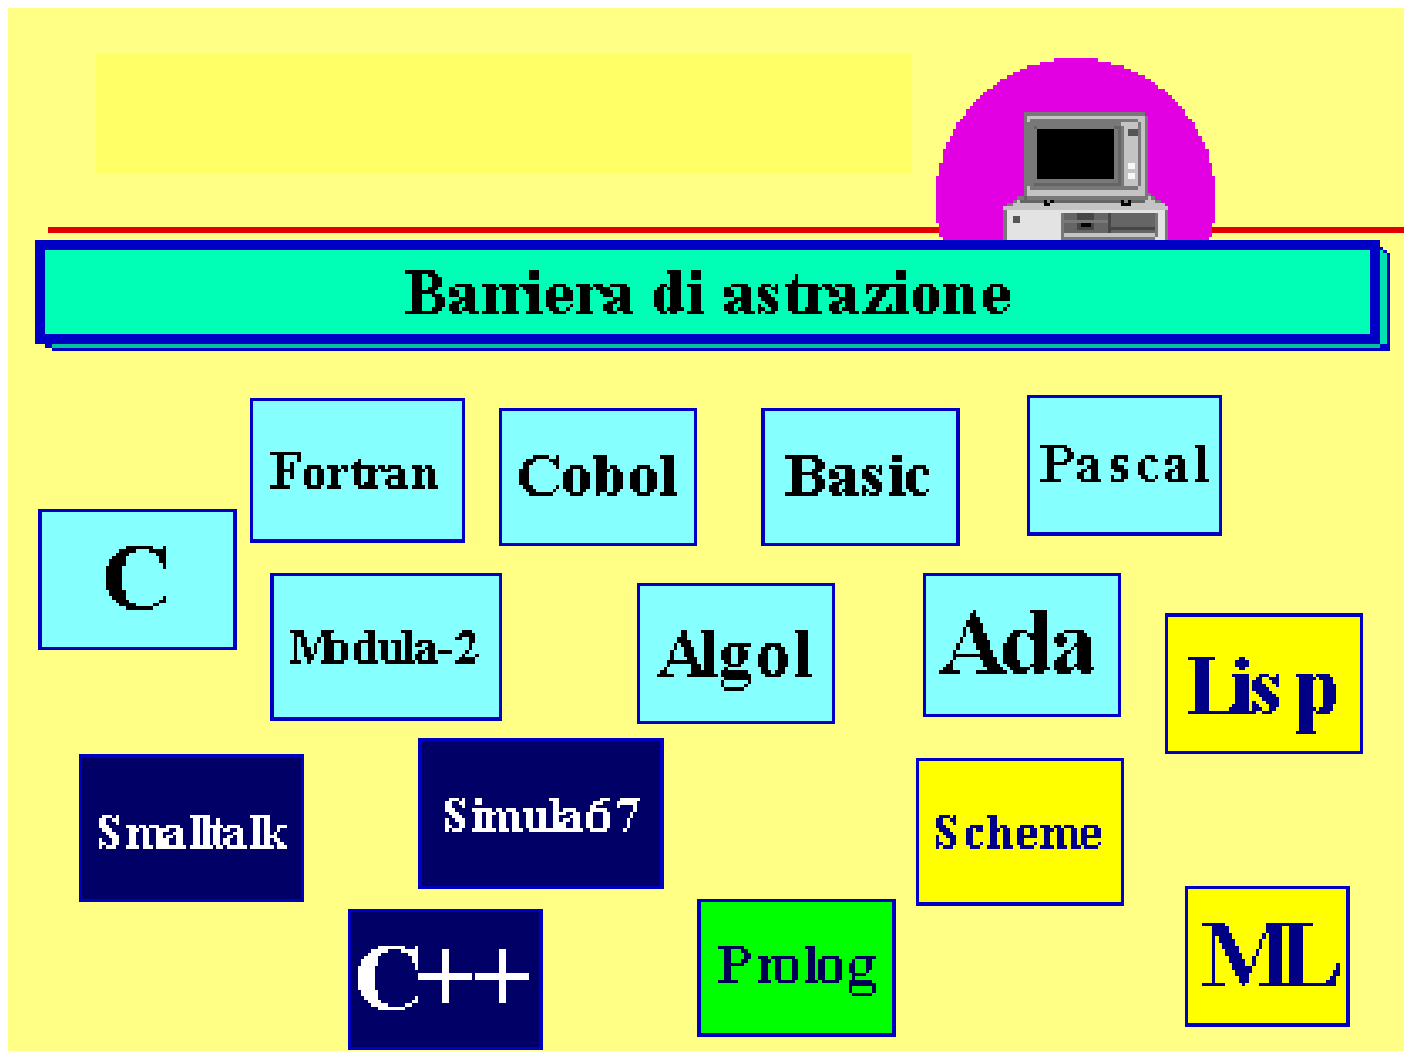 Barriera di astrazione
Fortran
Cobol
Basic
Pascal
C
Modula-2
Algol
Ada
Lisp
Smalltalk
Simula67
Scheme
C++
Prolog
ML